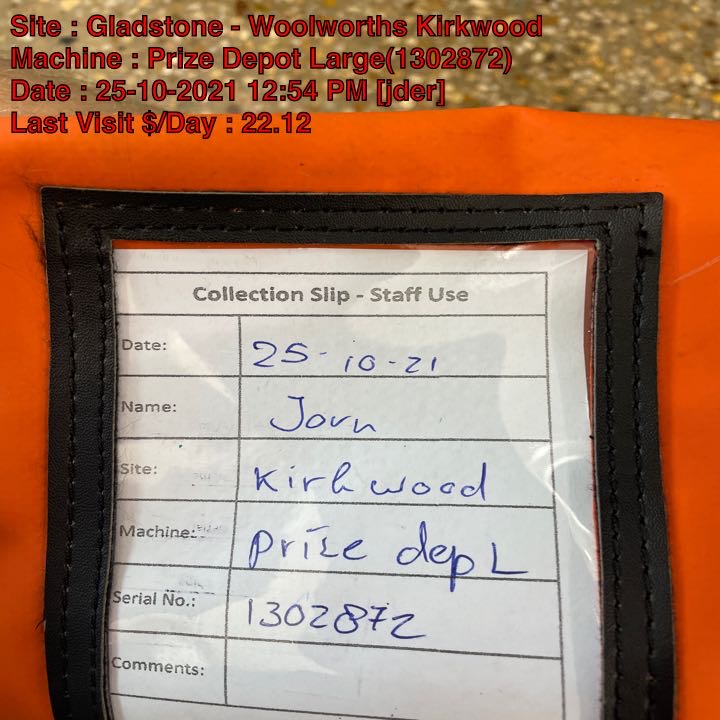 Site : Gladstone - Woolworths Kirkwood
Machine : Prize Depot Large(1302872)
Date : 25-10-2021 12:54 PM [jder]
Last Visit $/Day : 22.12
Collection Slip - Staff Use
Date: 25-10-21
Name: Jorn
Site: Kirkwood
Machine: prize dep L
Serial No.: 1302872
Comments: